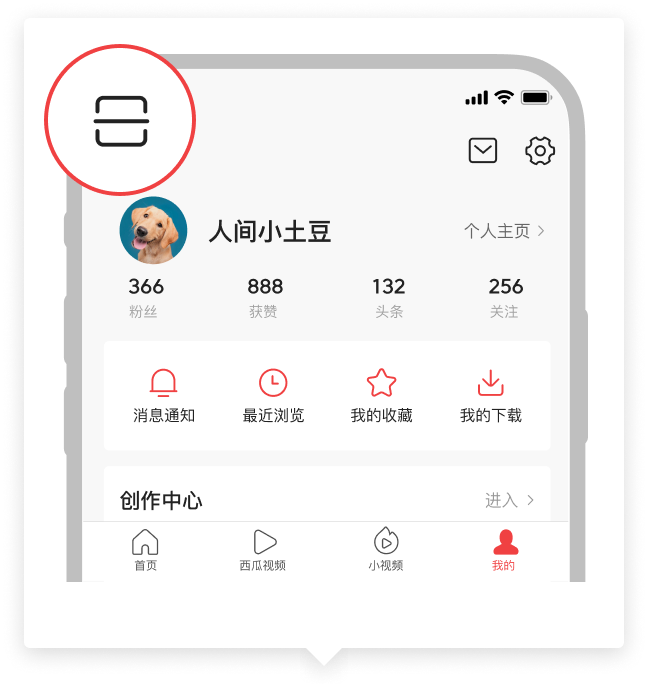 人间小土豆 个人主页
366 888 132 256
粉丝 获赞 头条 关注
消息通知 最近浏览 我的收藏 我的下载
创作中心 进入
首页 西瓜视频 小视频 我的